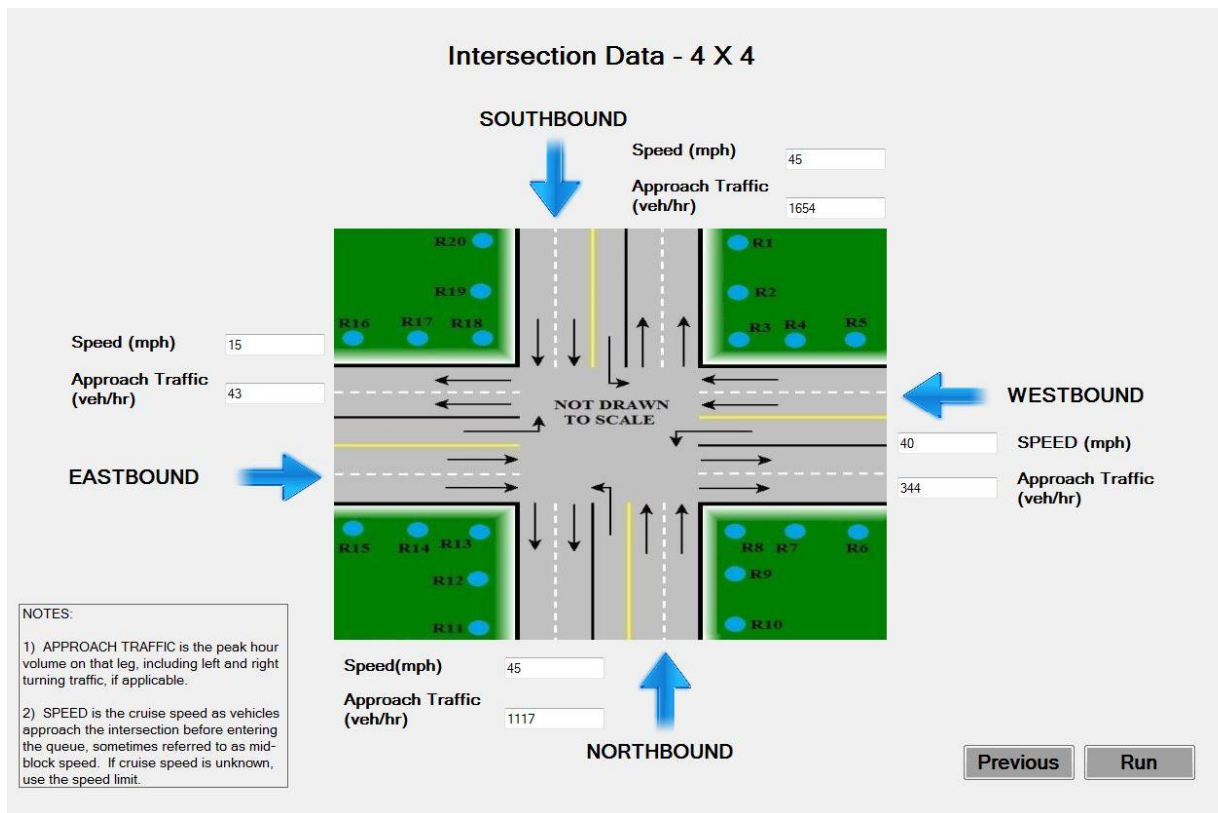 Intersection Data - 4 X 4
SOUTHBOUND
Speed (mph)
45
Approach Traffic
(veh/hr)
1654
R20
R1
R19
R2
R16 R17 R18
R3 R4 R5
Speed (mph)
15
Approach Traffic
(veh/hr)
43
NOT DRAWN
TO SCALE
WESTBOUND
40
SPEED (mph)
344
Approach Traffic
(veh/hr)
EASTBOUND
R15 R14 R13
R8 R7 R6
R12
R9
R11
R10
NOTES:
1) APPROACH TRAFFIC is the peak hour
volume on that leg, including left and right
turning traffic, if applicable.
2) SPEED is the cruise speed as vehicles
approach the intersection before entering
the queue, sometimes referred to as mid-
block speed. If cruise speed is unknown,
use the speed limit.
Speed(mph)
45
Approach Traffic
(veh/hr)
1117
NORTHBOUND
Previous
Run